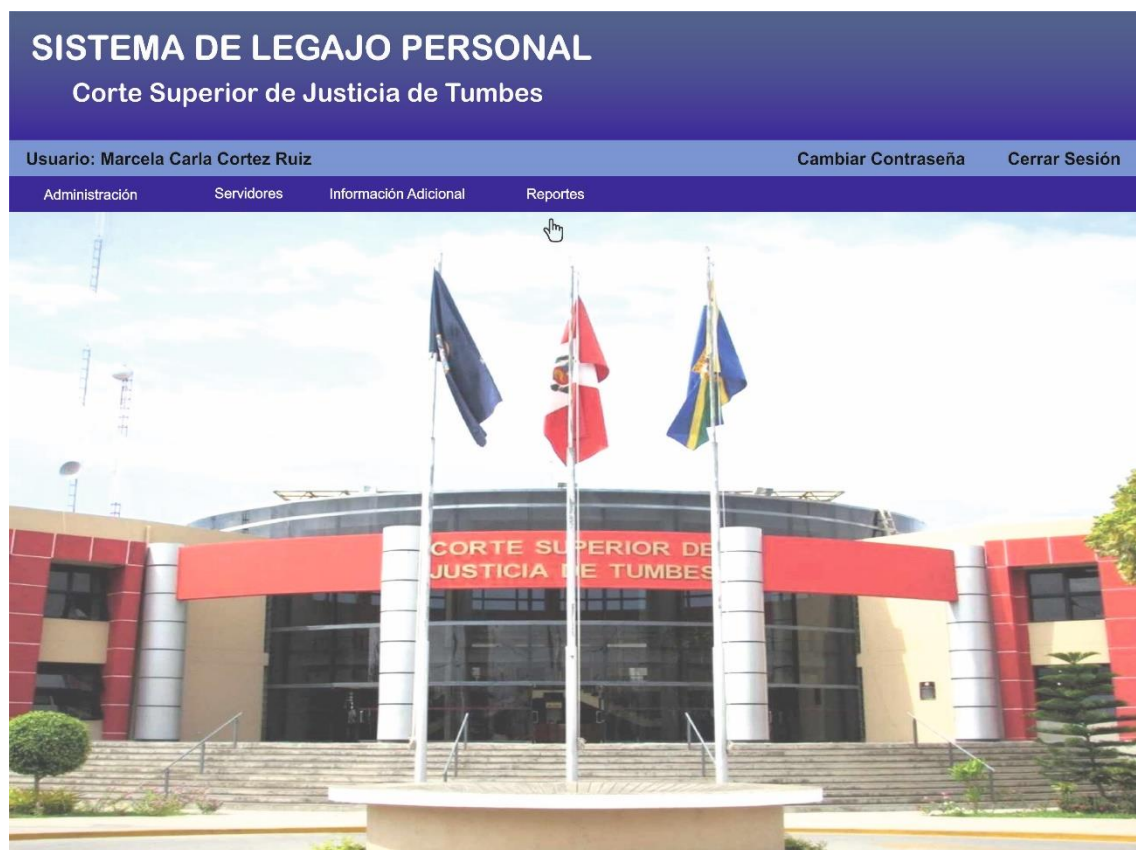 SISTEMA DE LEGAJO PERSONAL
Corte Superior de Justicia de Tumbes
Usuario: Marcela Carla Cortez Ruiz Cambiar Contraseña Cerrar Sesión
Administración Servidores Información Adicional Reportes
CORTE SUPERIOR DE
JUSTICIA DE TUMBES